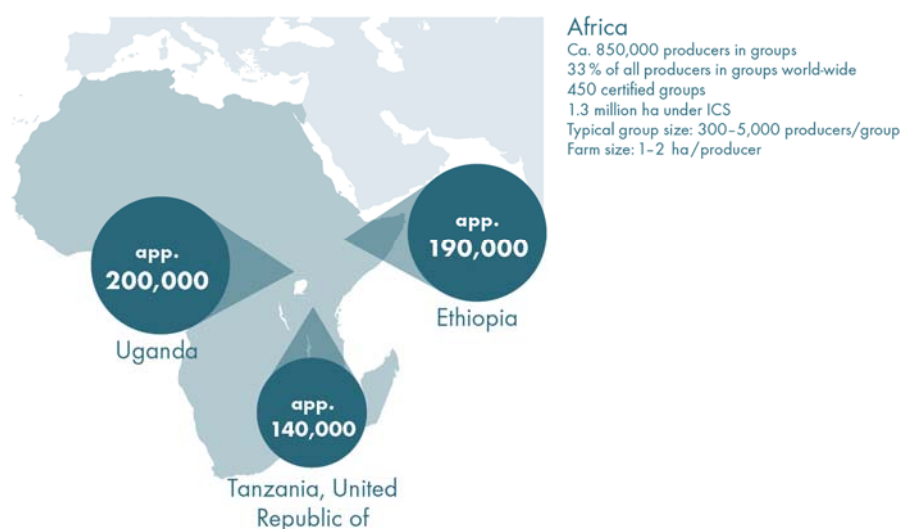 Africa
Ca. 850,000 producers in groups
33 % of all producers in groups world-wide
450 certified groups
1.3 million ha under ICS
Typical group size: 300–5,000 producers/group
Farm size: 1–2 ha/producer
app.
190,000
Ethiopia
app.
200,000
Uganda
app.
140,000
Tanzania, United
Republic of